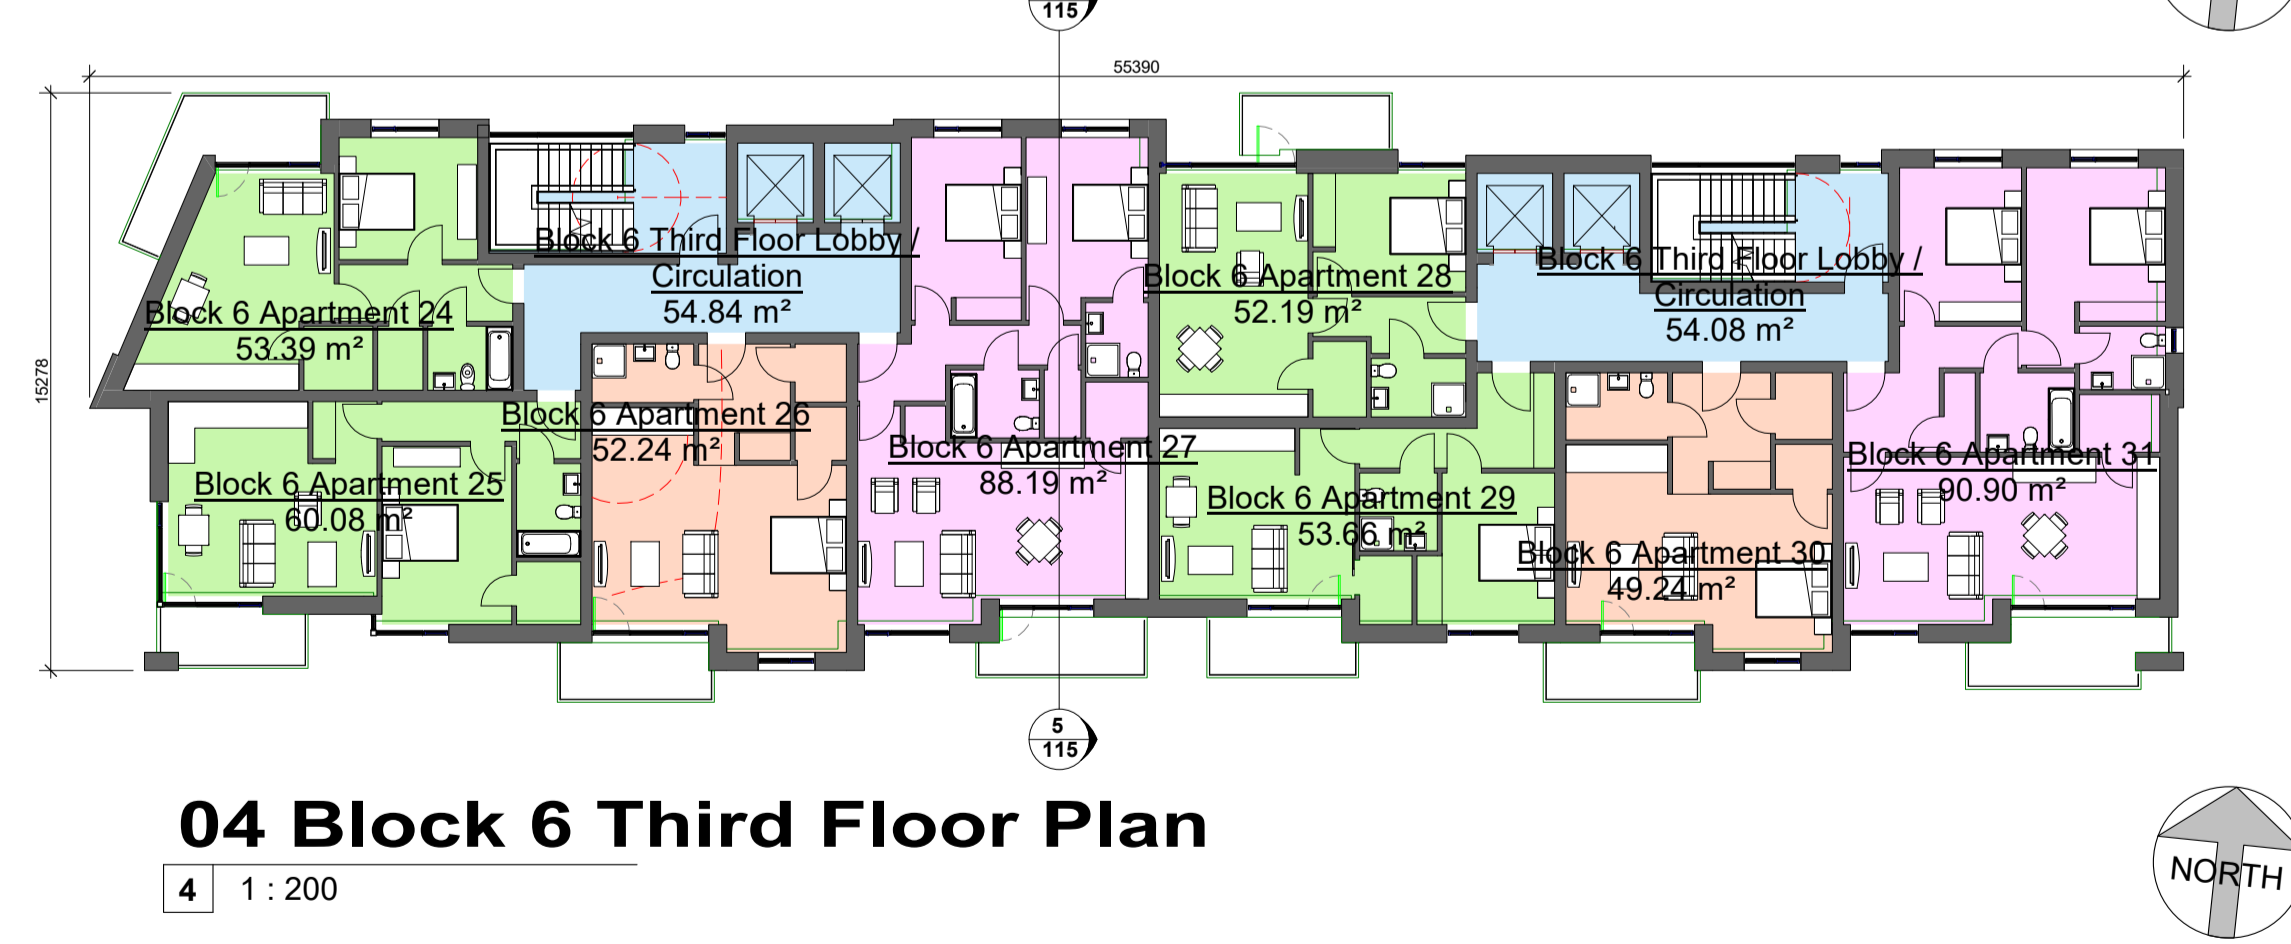 115
55390
15278
Block 6 Third Floor Lobby /
Circulation
54.84 m²
Block 6 Apartment 24
53.39 m²
Block 6 Apartment 28
52.19 m²
Block 6 Third Floor Lobby /
Circulation
54.08 m²
Block 6 Apartment 26
52.24 m²
Block 6 Apartment 27
88.19 m²
Block 6 Apartment 31
90.90 m²
Block 6 Apartment 25
60.08 m²
Block 6 Apartment 29
53.66 m²
Block 6 Apartment 30
49.24 m²
5
115
04 Block 6 Third Floor Plan
4 1 : 200
NORTH